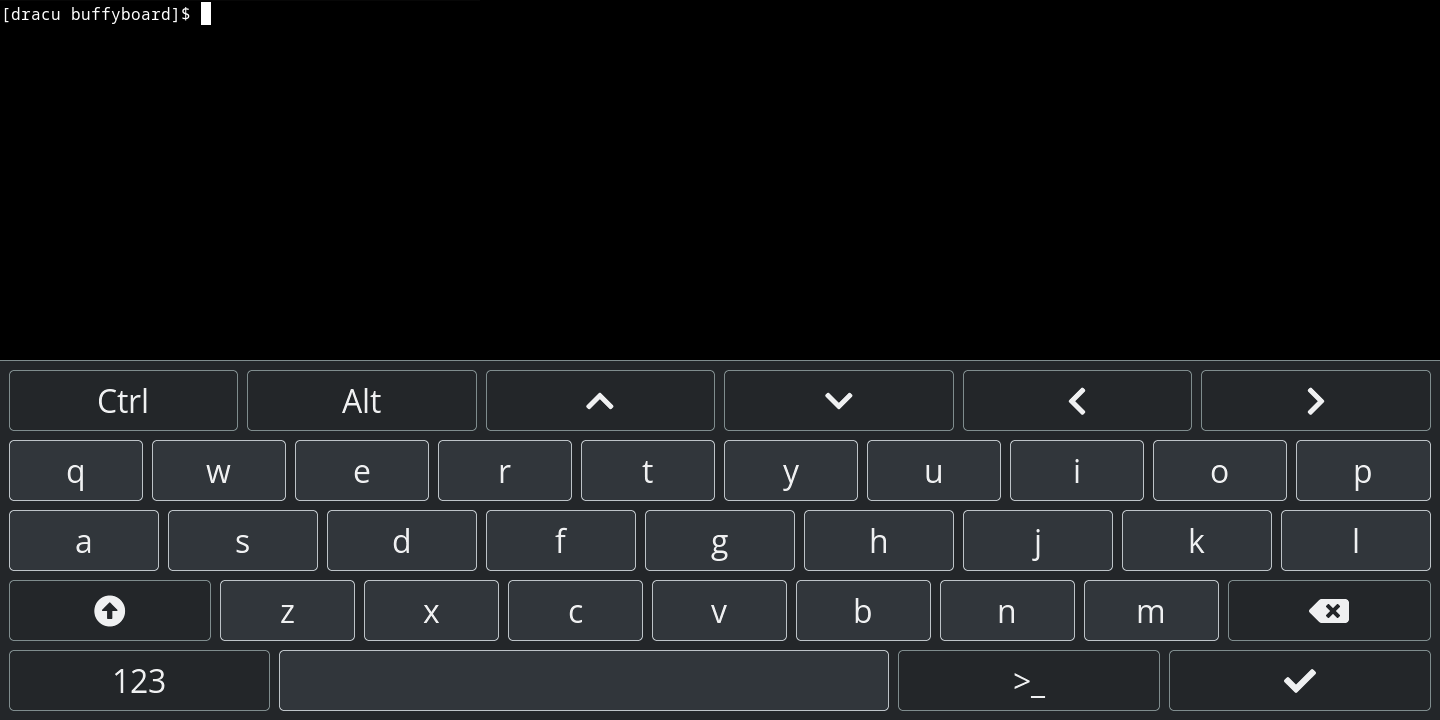 [dracu buffyboard]$
Ctrl Alt
q w e r t y u i o p
a s d f g h j k l
z x c v b n m
123 >_